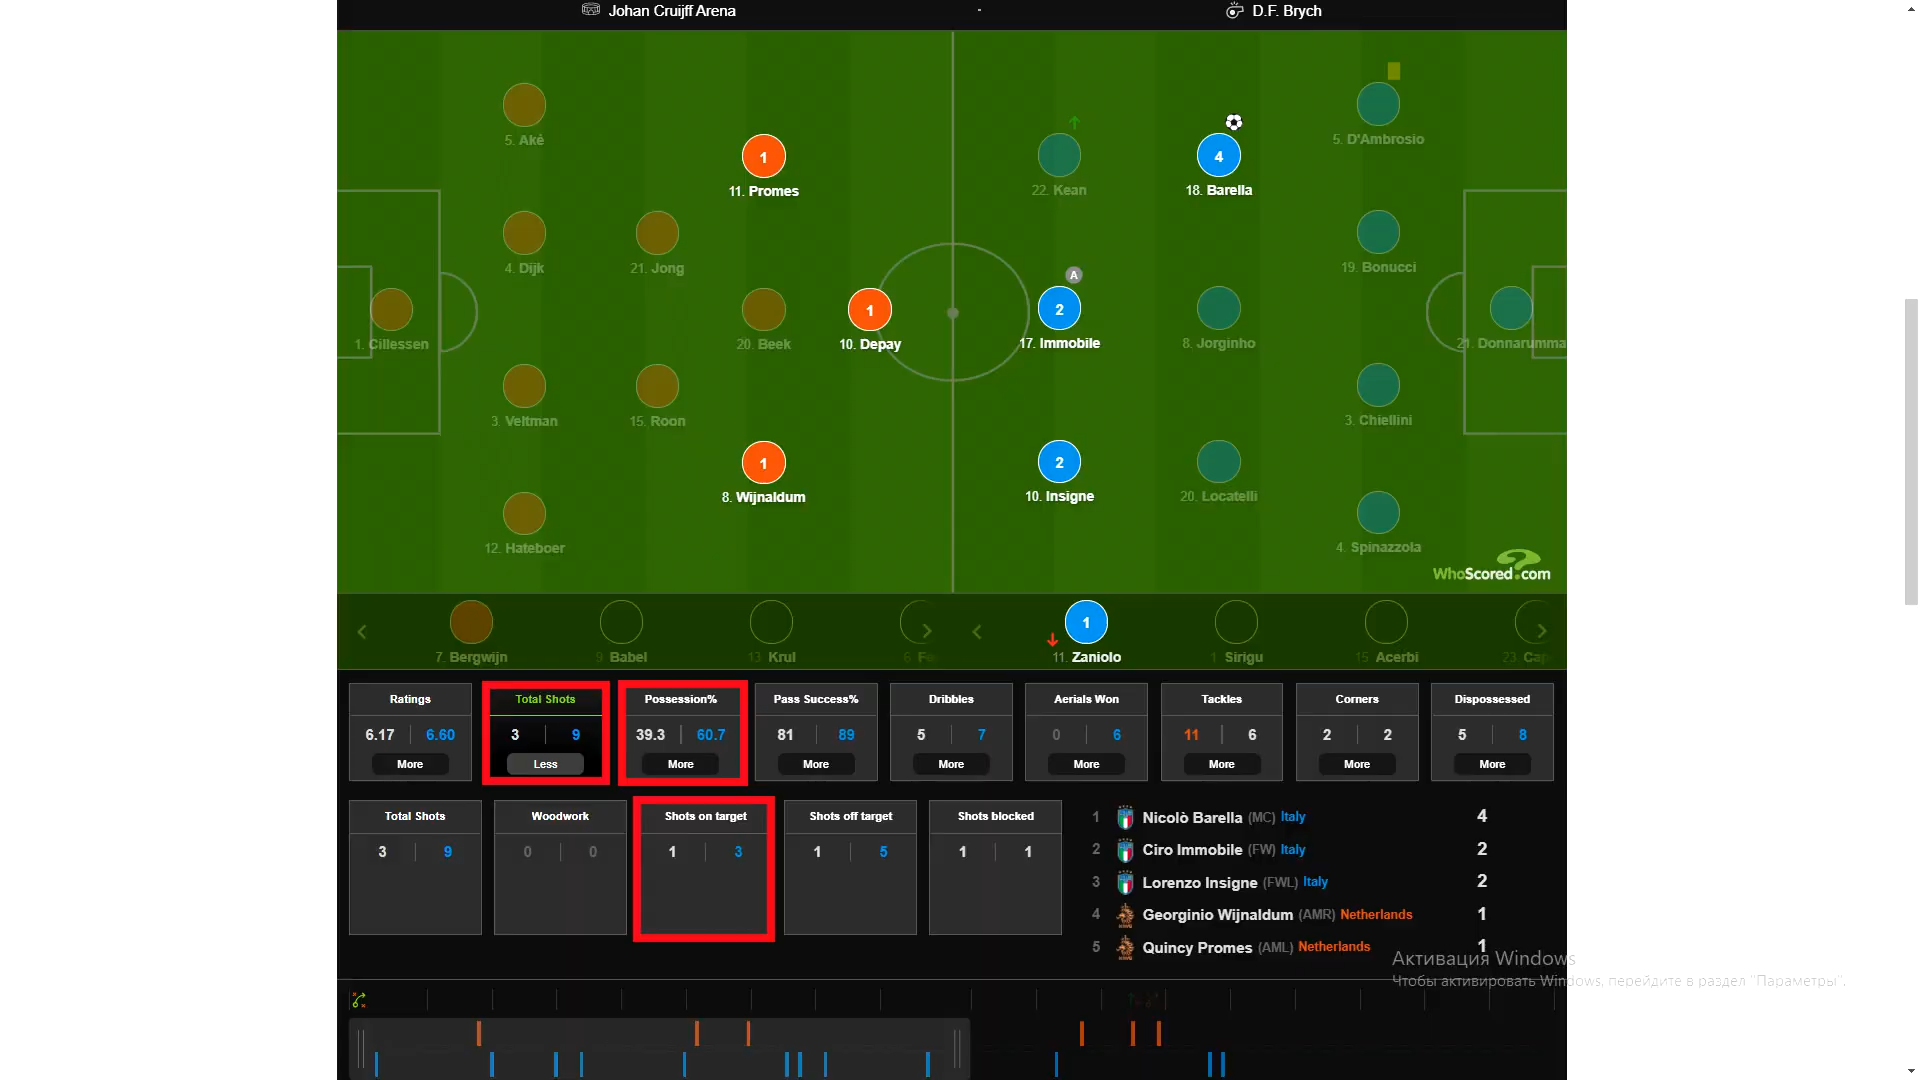 Johan Cruijff Arena
-
D.F. Brych
5. Akè
5. D'Ambrosio
1
4
11. Promes
22. Kean
18. Barella
A
4. Dijk
21. Jong
19. Bonucci
1
2
1. Cillessen
20. Beek
10. Depay
17. Immobile
8. Jorginho
21. Donnarumma
3. Veltman
15. Roon
3. Chiellini
1
2
8. Wijnaldum
10. Insigne
20. Locatelli
12. Hateboer
4. Spinazzola
WhoScored.com
1
7. Bergwijn
9. Babel
13. Krul
11. Zaniolo
1. Sirigu
15. Acerbi
Ratings
Total Shots
Possession%
Pass Success%
Dribbles
Aerials Won
Tackles
Corners
Dispossessed
6.17 6.60
3 9
39.3 60.7
81 89
5 7
0 6
11 6
2 2
5 8
More
Less
More
More
More
More
More
More
More
Total Shots
Woodwork
Shots on target
Shots off target
Shots blocked
3 9
0 0
1 3
1 5
1 1
1 Nicolò Barella (MC) Italy 4
2 Ciro Immobile (FW) Italy 2
3 Lorenzo Insigne (FWL) Italy 2
4 Georginio Wijnaldum (AMR) Netherlands 1
5 Quincy Promes (AML) Netherlands 1
Активация Windows
Чтобы активировать Windows, перейдите в раздел "Параметры".